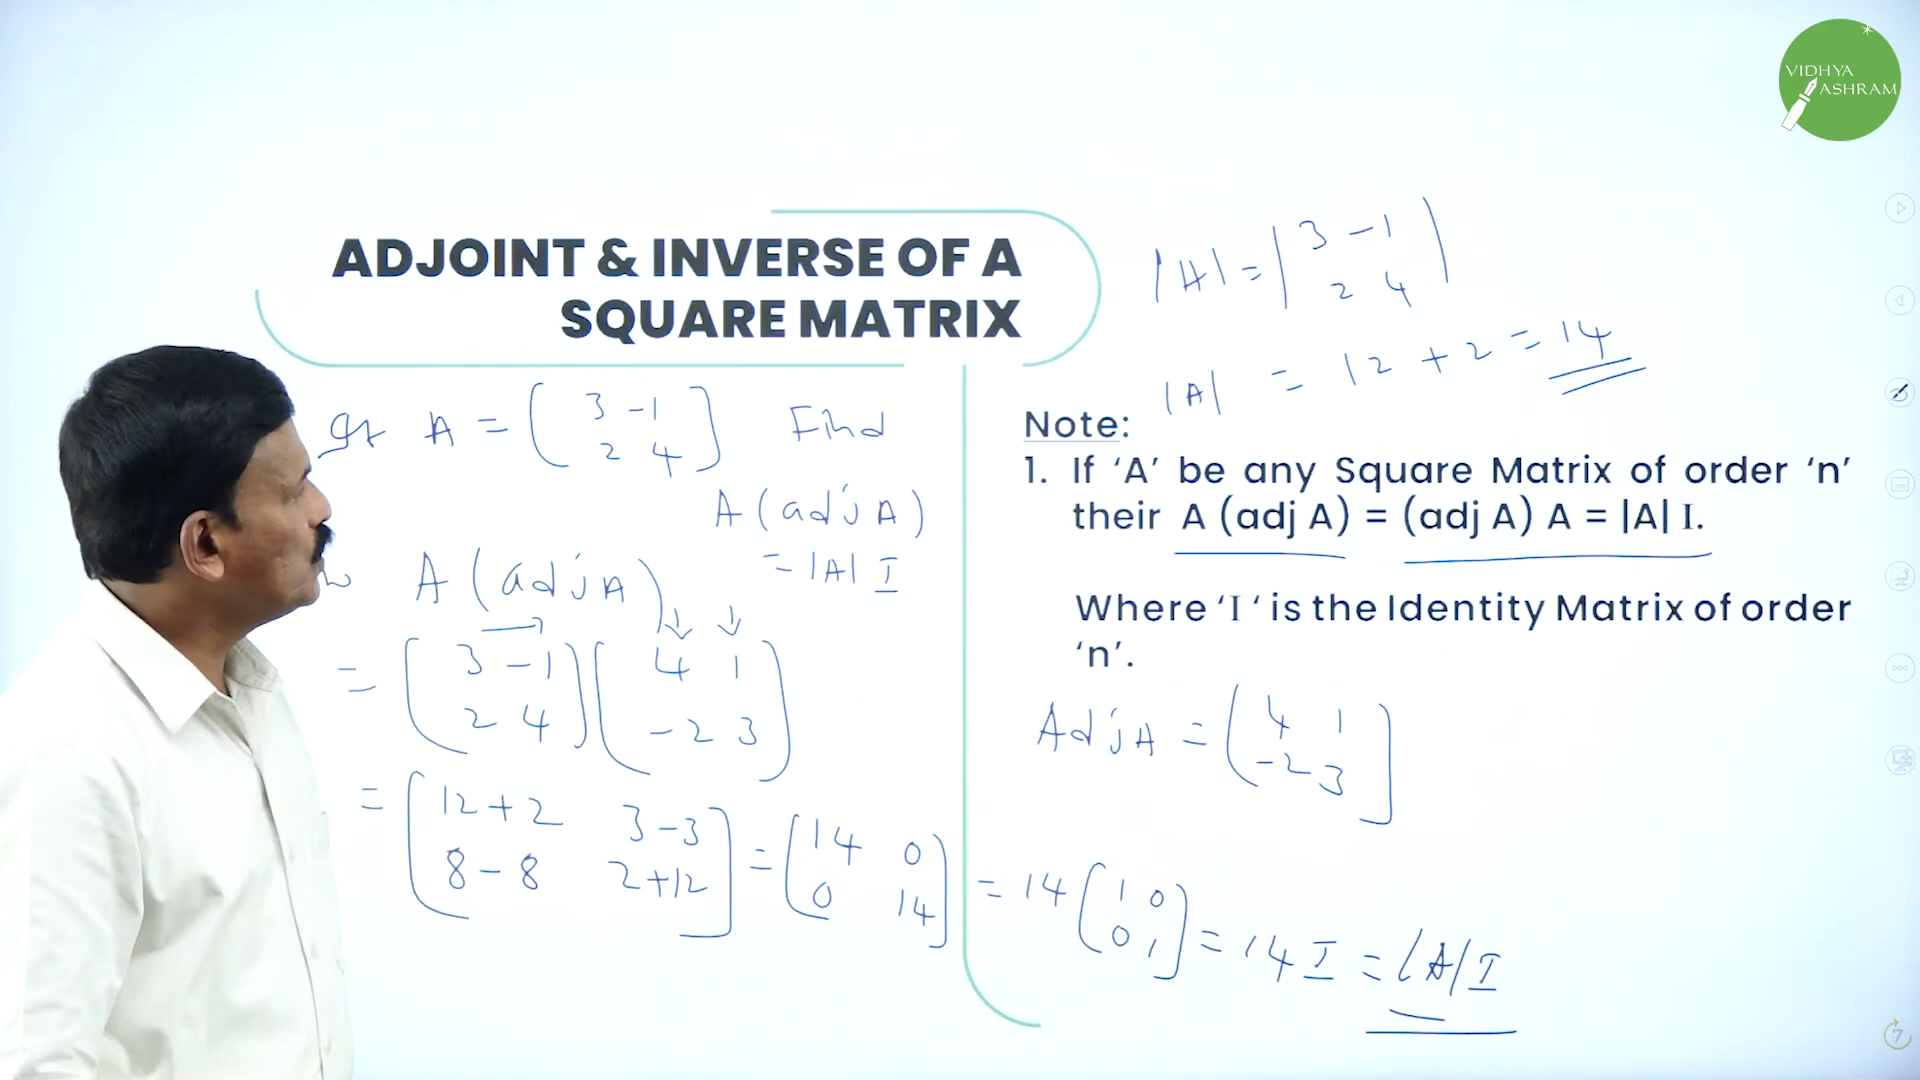 VIDHYA
ASHRAM
ADJOINT & INVERSE OF A
SQUARE MATRIX
|A| = | 3 -1
2 4 |
|A| = 12 + 2 = 14
If A = [ 3 -1
2 4 ] Find
A (adj A)
= |A| I
A (adj A)
= [ 3 -1
2 4 ] [ 4 1
-2 3 ]
= [ 12+2 3-3
8-8 2+12 ] = [ 14 0
0 14 ]
Note:
1. If ‘A’ be any Square Matrix of order ‘n’
their A (adj A) = (adj A) A = |A| I.
Where ‘I ‘ is the Identity Matrix of order
‘n’.
Adj A = [ 4 1
-2 3 ]
= 14 [ 1 0
0 1 ] = 14 I = |A| I
7